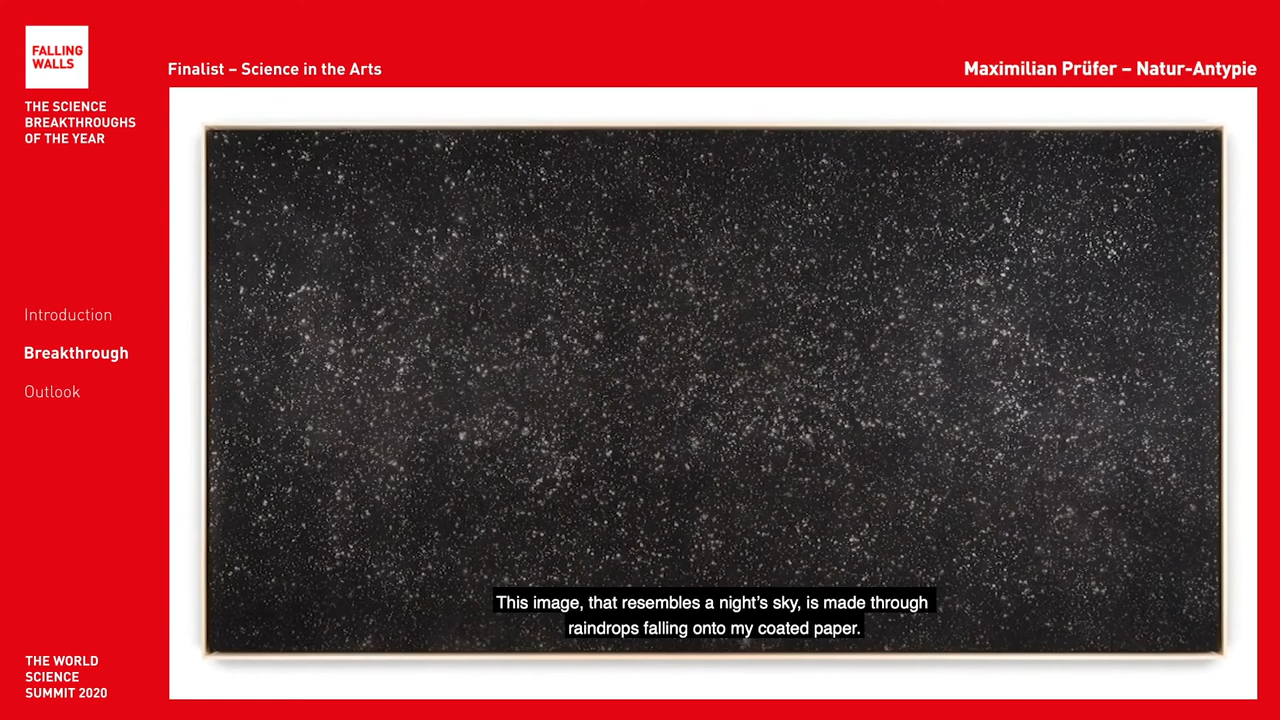 FALLING
WALLS
THE SCIENCE
BREAKTHROUGHS
OF THE YEAR
Finalist – Science in the Arts
Maximilian Prüfer – Natur-Antypie
Introduction
Breakthrough
Outlook
This image, that resembles a night's sky, is made through
raindrops falling onto my coated paper.
THE WORLD
SCIENCE
SUMMIT 2020